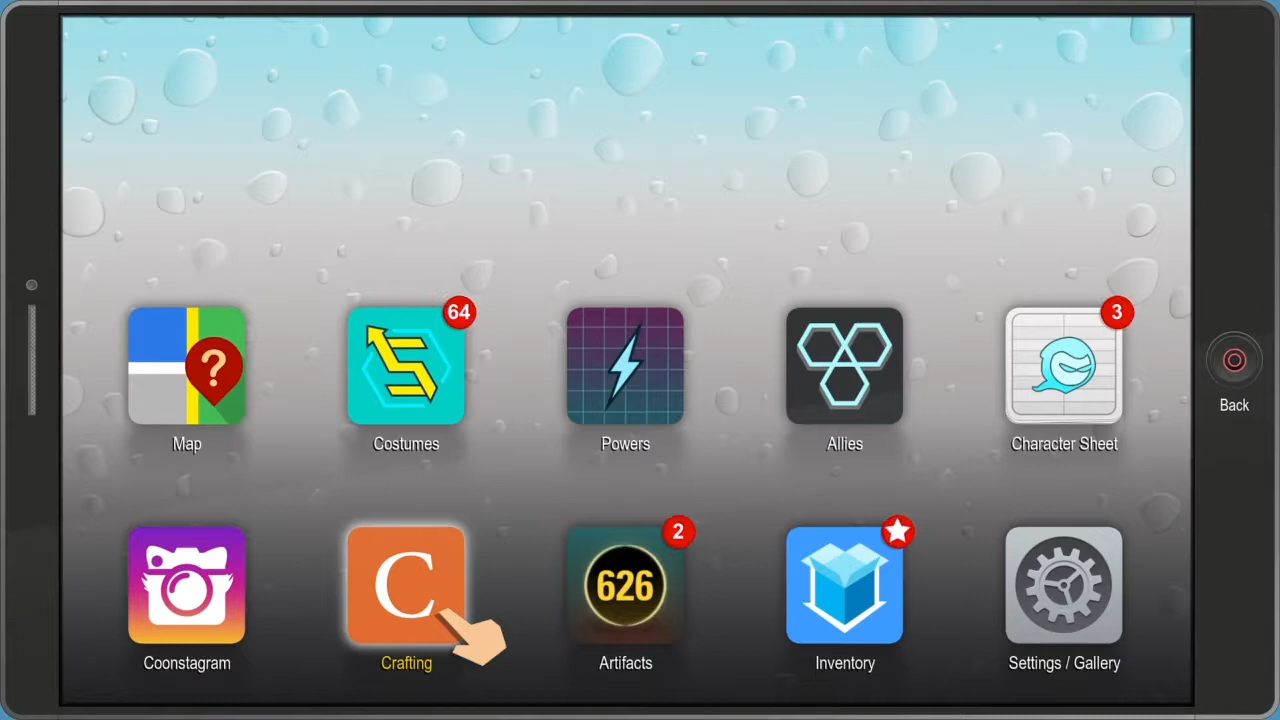 64
3
?
Map
Costumes
Powers
Allies
Character Sheet
Back
2
C
626
Coonstagram
Crafting
Artifacts
Inventory
Settings / Gallery